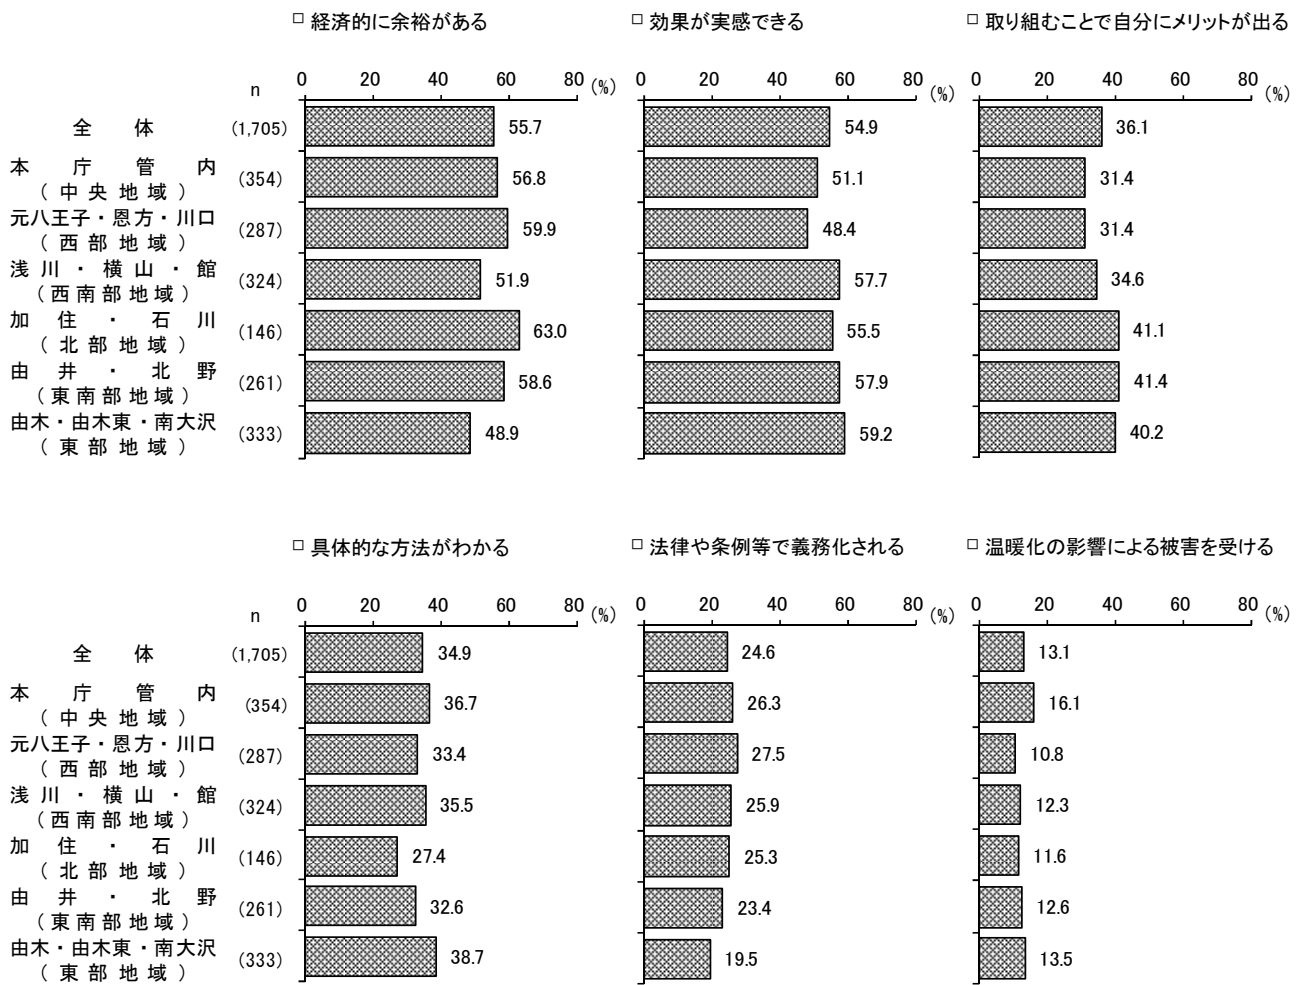 □ 経済的に余裕がある □ 効果が実感できる □ 取り組むことで自分にメリットが出る
n 0 20 40 60 80 (%) 0 20 40 60 80 (%) 0 20 40 60 80 (%)
全体 (1,705) 55.7 54.9 36.1
本庁管内 (354) 56.8 51.1 31.4
（中央地域）
元八王子・恩方・川口 (287) 59.9 48.4 31.4
（西部地域）
浅川・横山・館 (324) 51.9 57.7 34.6
（西南部地域）
加住・石川 (146) 63.0 55.5 41.1
（北部地域）
由井・北野 (261) 58.6 57.9 41.4
（東南部地域）
由木・由木東・南大沢 (333) 48.9 59.2 40.2
（東部地域）
□ 具体的な方法がわかる □ 法律や条例等で義務化される □ 温暖化の影響による被害を受ける
n 0 20 40 60 80 (%) 0 20 40 60 80 (%) 0 20 40 60 80 (%)
全体 (1,705) 34.9 24.6 13.1
本庁管内 (354) 36.7 26.3 16.1
（中央地域）
元八王子・恩方・川口 (287) 33.4 27.5 10.8
（西部地域）
浅川・横山・館 (324) 35.5 25.9 12.3
（西南部地域）
加住・石川 (146) 27.4 25.3 11.6
（北部地域）
由井・北野 (261) 32.6 23.4 12.6
（東南部地域）
由木・由木東・南大沢 (333) 38.7 19.5 13.5
（東部地域）